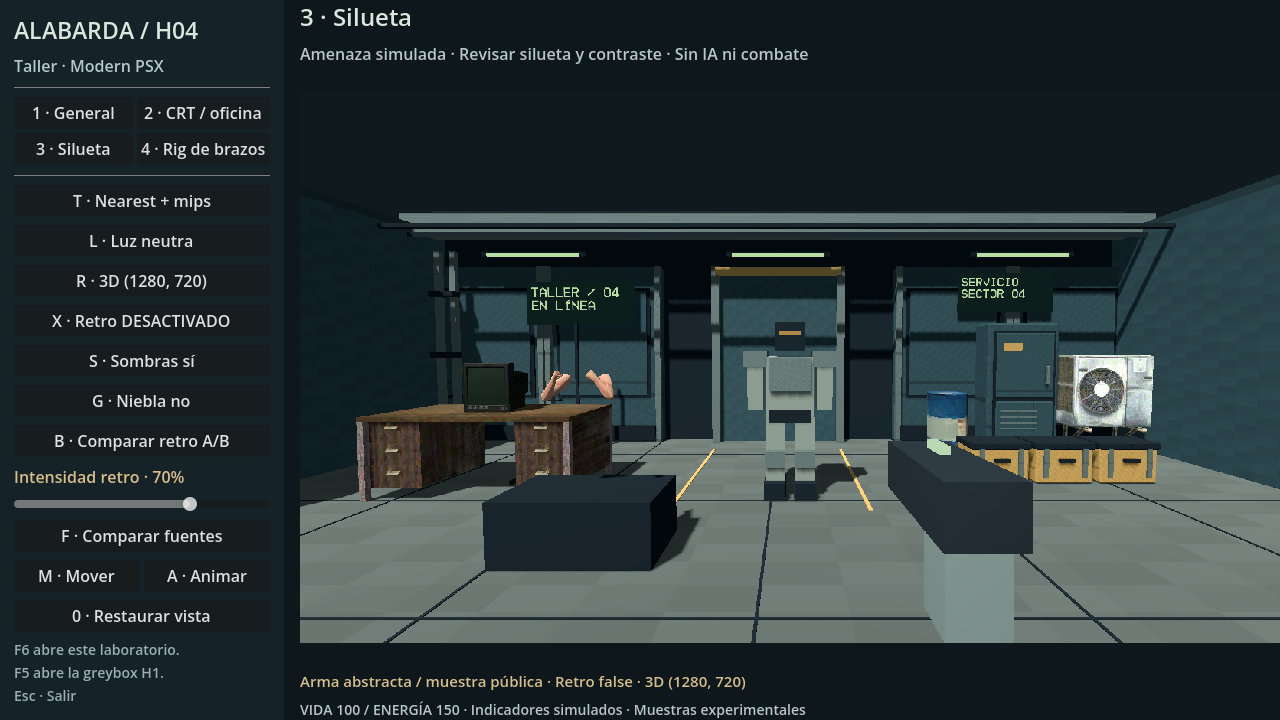 ALABARDA / H04
Taller · Modern PSX
1 · General
2 · CRT / oficina
3 · Silueta
4 · Rig de brazos
T · Nearest + mips
L · Luz neutra
R · 3D (1280, 720)
X · Retro DESACTIVADO
S · Sombras sí
G · Niebla no
B · Comparar retro A/B
Intensidad retro · 70%
F · Comparar fuentes
M · Mover
A · Animar
0 · Restaurar vista
F6 abre este laboratorio.
F5 abre la greybox H1.
Esc · Salir
3 · Silueta
Amenaza simulada · Revisar silueta y contraste · Sin IA ni combate
TALLER / 04
EN LÍNEA
SERVICIO
SECTOR 04
Arma abstracta / muestra pública · Retro false · 3D (1280, 720)
VIDA 100 / ENERGÍA 150 · Indicadores simulados · Muestras experimentales